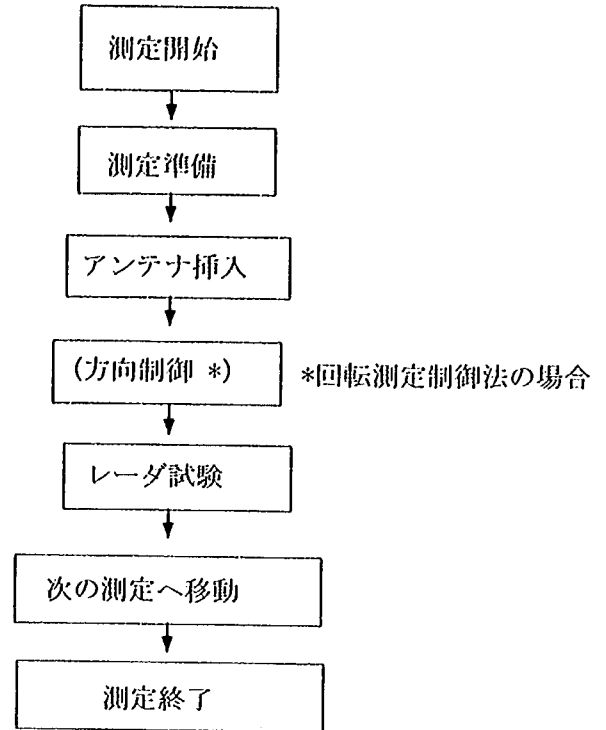 測定開始
測定準備
アンテナ挿入
(方向制御 *) *回転測定制御法の場合
レーダ試験
次の測定へ移動
測定終了